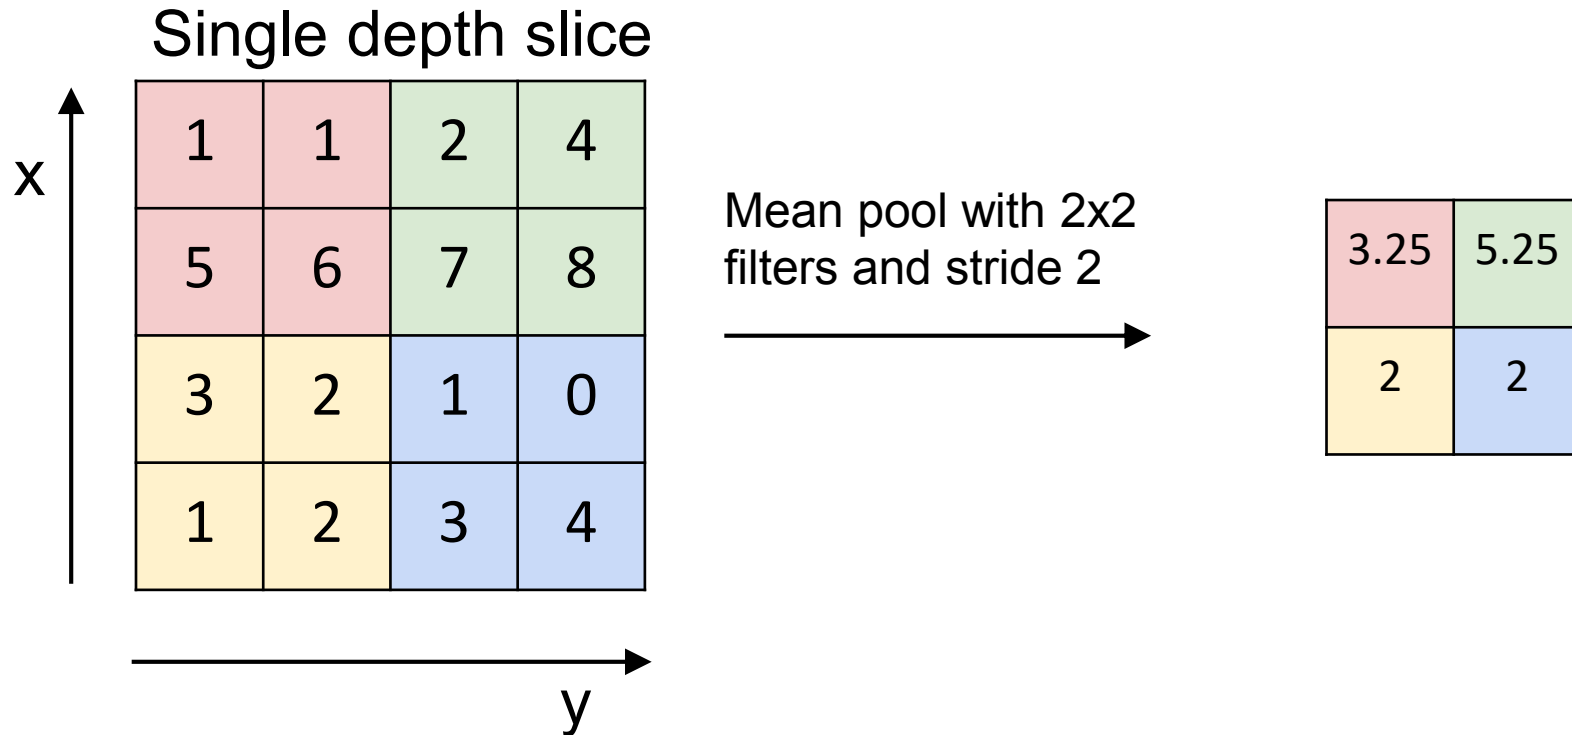 Single depth slice
x
1 1 2 4
5 6 7 8
3 2 1 0
1 2 3 4
y
Mean pool with 2x2
filters and stride 2
3.25 5.25
2 2